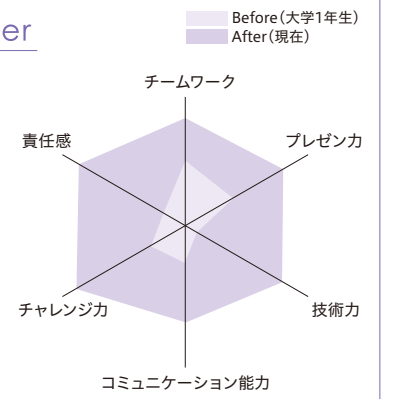 er
Before（大学1年生）
After（現在）
チームワーク
責任感
プレゼン力
チャレンジ力
技術力
コミュニケーション能力